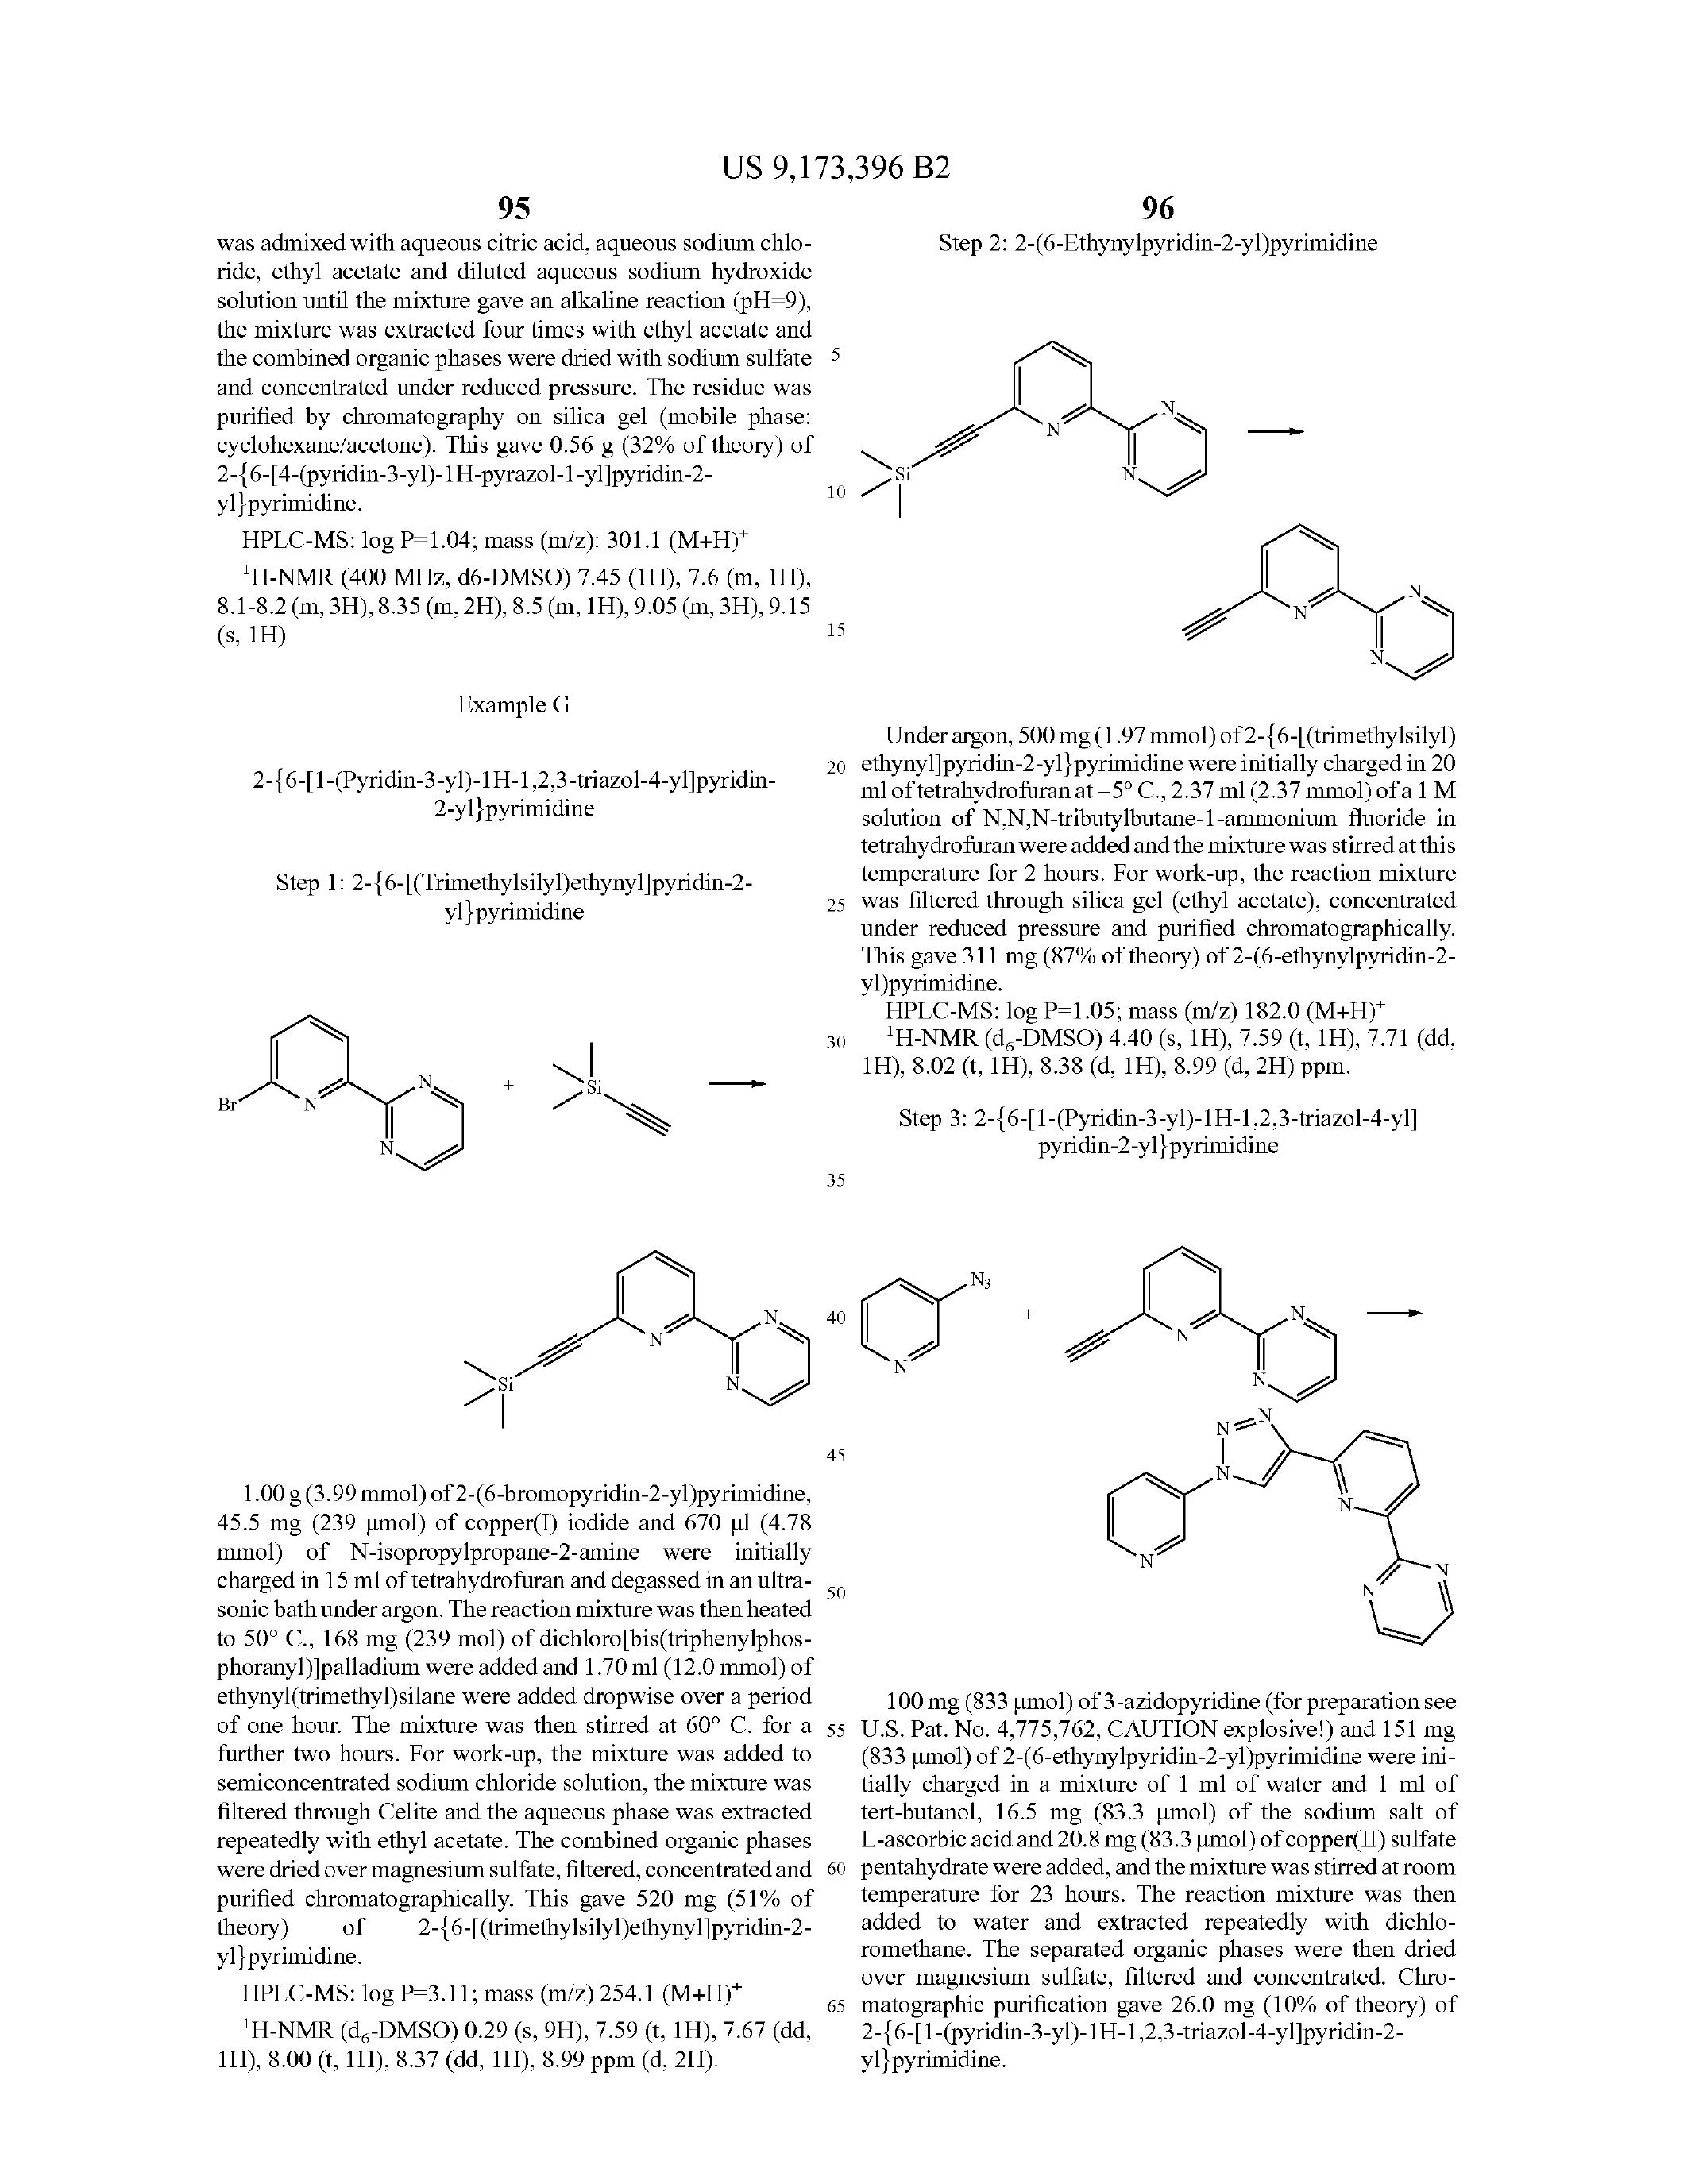 US 9,173,396 B2
95
was admixed with aqueous citric acid, aqueous sodium chlo-
ride, ethyl acetate and diluted aqueous sodium hydroxide
solution until the mixture gave an alkaline reaction (pH=9),
the mixture was extracted four times with ethyl acetate and
the combined organic phases were dried with sodium sulfate
and concentrated under reduced pressure. The residue was
purified by chromatography on silica gel (mobile phase:
cyclohexane/acetone). This gave 0.56 g (32% of theory) of
2-{6-[4-(pyridin-3-yl)-1H-pyrazol-1-yl]pyridin-2-
yl}pyrimidine.
HPLC-MS: log P=1.04; mass (m/z): 301.1 (M+H)⁺
¹H-NMR (400 MHz, d6-DMSO) 7.45 (1H), 7.6 (m, 1H),
8.1-8.2 (m, 3H), 8.35 (m, 2H), 8.5 (m, 1H), 9.05 (m, 3H), 9.15
(s, 1H)
Example G
2-{6-[1-(Pyridin-3-yl)-1H-1,2,3-triazol-4-yl]pyridin-
2-yl}pyrimidine
Step 1: 2-{6-[(Trimethylsilyl)ethynyl]pyridin-2-
yl}pyrimidine
Br N N N + Si
N N N Si
1.00 g (3.99 mmol) of 2-(6-bromopyridin-2-yl)pyrimidine,
45.5 mg (239 μmol) of copper(I) iodide and 670 μl (4.78
mmol) of N-isopropylpropane-2-amine were initially
charged in 15 ml of tetrahydrofuran and degassed in an ultra-
sonic bath under argon. The reaction mixture was then heated
to 50° C., 168 mg (239 mol) of dichloro[bis(triphenylphos-
phoranyl)]palladium were added and 1.70 ml (12.0 mmol) of
ethynyl(trimethyl)silane were added dropwise over a period
of one hour. The mixture was then stirred at 60° C. for a
further two hours. For work-up, the mixture was added to
semiconcentrated sodium chloride solution, the mixture was
filtered through Celite and the aqueous phase was extracted
repeatedly with ethyl acetate. The combined organic phases
were dried over magnesium sulfate, filtered, concentrated and
purified chromatographically. This gave 520 mg (51% of
theory) of 2-{6-[(trimethylsilyl)ethynyl]pyridin-2-
yl}pyrimidine.
HPLC-MS: log P=3.11; mass (m/z) 254.1 (M+H)⁺
¹H-NMR (d₆-DMSO) 0.29 (s, 9H), 7.59 (t, 1H), 7.67 (dd,
1H), 8.00 (t, 1H), 8.37 (dd, 1H), 8.99 ppm (d, 2H).
5
10
15
20
25
30
35
40
45
50
55
60
65
96
Step 2: 2-(6-Ethynylpyridin-2-yl)pyrimidine
N N N Si
N N N
Under argon, 500 mg (1.97 mmol) of 2-{6-[(trimethylsilyl)
ethynyl]pyridin-2-yl}pyrimidine were initially charged in 20
ml of tetrahydrofuran at –5° C., 2.37 ml (2.37 mmol) of a 1 M
solution of N,N,N-tributylbutane-1-ammonium fluoride in
tetrahydrofuran were added and the mixture was stirred at this
temperature for 2 hours. For work-up, the reaction mixture
was filtered through silica gel (ethyl acetate), concentrated
under reduced pressure and purified chromatographically.
This gave 311 mg (87% of theory) of 2-(6-ethynylpyridin-2-
yl)pyrimidine.
HPLC-MS: log P=1.05; mass (m/z) 182.0 (M+H)⁺
¹H-NMR (d₆-DMSO) 4.40 (s, 1H), 7.59 (t, 1H), 7.71 (dd,
1H), 8.02 (t, 1H), 8.38 (d, 1H), 8.99 (d, 2H) ppm.
Step 3: 2-{6-[1-(Pyridin-3-yl)-1H-1,2,3-triazol-4-yl]
pyridin-2-yl}pyrimidine
N₃ N + N N N
N N N N N N N
100 mg (833 μmol) of 3-azidopyridine (for preparation see
U.S. Pat. No. 4,775,762, CAUTION explosive!) and 151 mg
(833 μmol) of 2-(6-ethynylpyridin-2-yl)pyrimidine were ini-
tially charged in a mixture of 1 ml of water and 1 ml of
tert-butanol, 16.5 mg (83.3 μmol) of the sodium salt of
L-ascorbic acid and 20.8 mg (83.3 μmol) of copper(II) sulfate
pentahydrate were added, and the mixture was stirred at room
temperature for 23 hours. The reaction mixture was then
added to water and extracted repeatedly with dichlo-
romethane. The separated organic phases were then dried
over magnesium sulfate, filtered and concentrated. Chro-
matographic purification gave 26.0 mg (10% of theory) of
2-{6-[1-(pyridin-3-yl)-1H-1,2,3-triazol-4-yl]pyridin-2-
yl}pyrimidine.